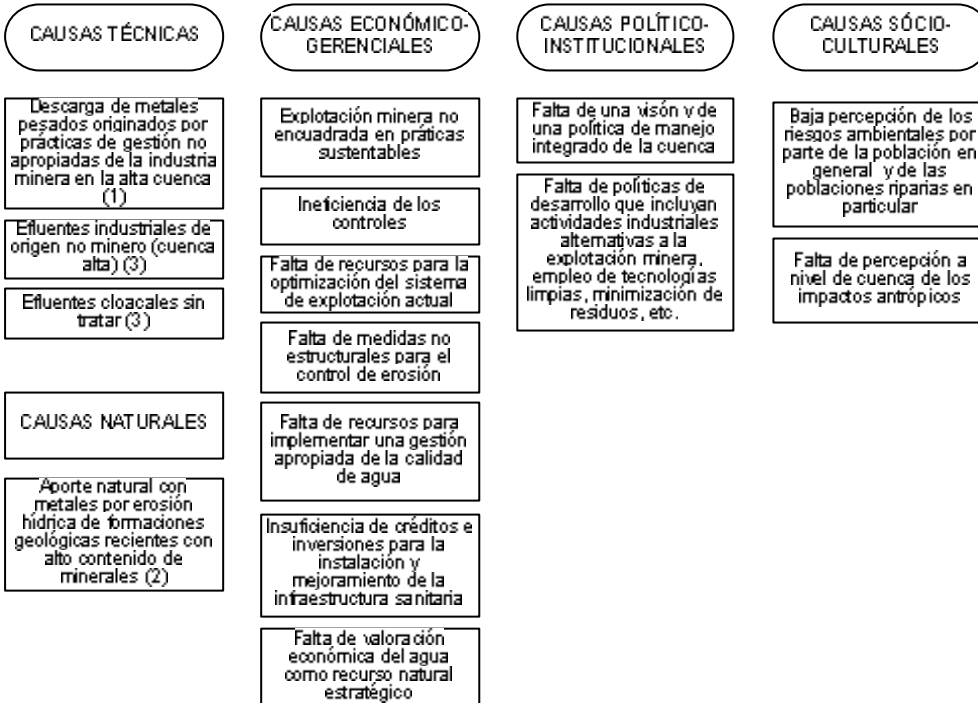 CAUSAS TÉCNICAS
Descarga de metales
pesados originados por
prácticas de gestión no
apropiadas de la industria
minera en la alta cuenca
(1)
Efluentes industriales de
origen no minero (cuenca
alta) (3)
Efluentes cloacales sin
tratar (3)
CAUSAS NATURALES
Aporte natural con
metales por erosión
hídrica de formaciones
geológicas recientes con
alto contenido de
minerales (2)
CAUSAS ECONÓMICO-
GERENCIALES
Explotación minera no
encuadrada en práticas
sustentables
Ineficiencia de los
controles
Falta de recursos para la
optimización del sistema
de explotación actual
Falta de medidas no
estructurales para el
control de erosión
Falta de recursos para
implementar una gestión
apropiada de la calidad
de agua
Insuficiencia de créditos e
inversiones para la
instalación y
mejoramiento de la
infraestructura sanitaria
Falta de valoración
económica del agua
como recurso natural
estratégico
CAUSAS POLÍTICO-
INSTITUCIONALES
Falta de una visón y de
una política de manejo
integrado de la cuenca
Falta de políticas de
desarrollo que incluyan
actividades industriales
alternativas a la
explotación minera,
empleo de tecnologías
limpias, minimización de
residuos, etc.
CAUSAS SÓCIO-
CULTURALES
Baja percepción de los
riesgos ambientales por
parte de la población en
general y de las
poblaciones riparias en
particular
Falta de percepción a
nivel de cuenca de los
impactos antrópicos